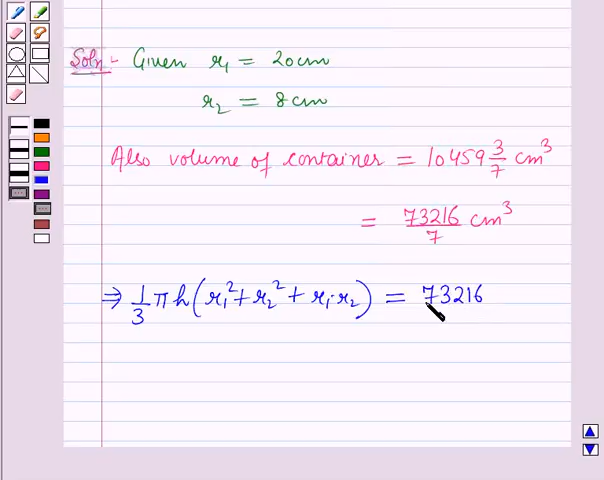 Soln:- Given r₁ = 20cm
r₂ = 8cm
Also volume of container = 10459 3/7 cm³
= 73216/7 cm³
⇒ 1/3 π h (r₁² + r₂² + r₁·r₂) = 73216